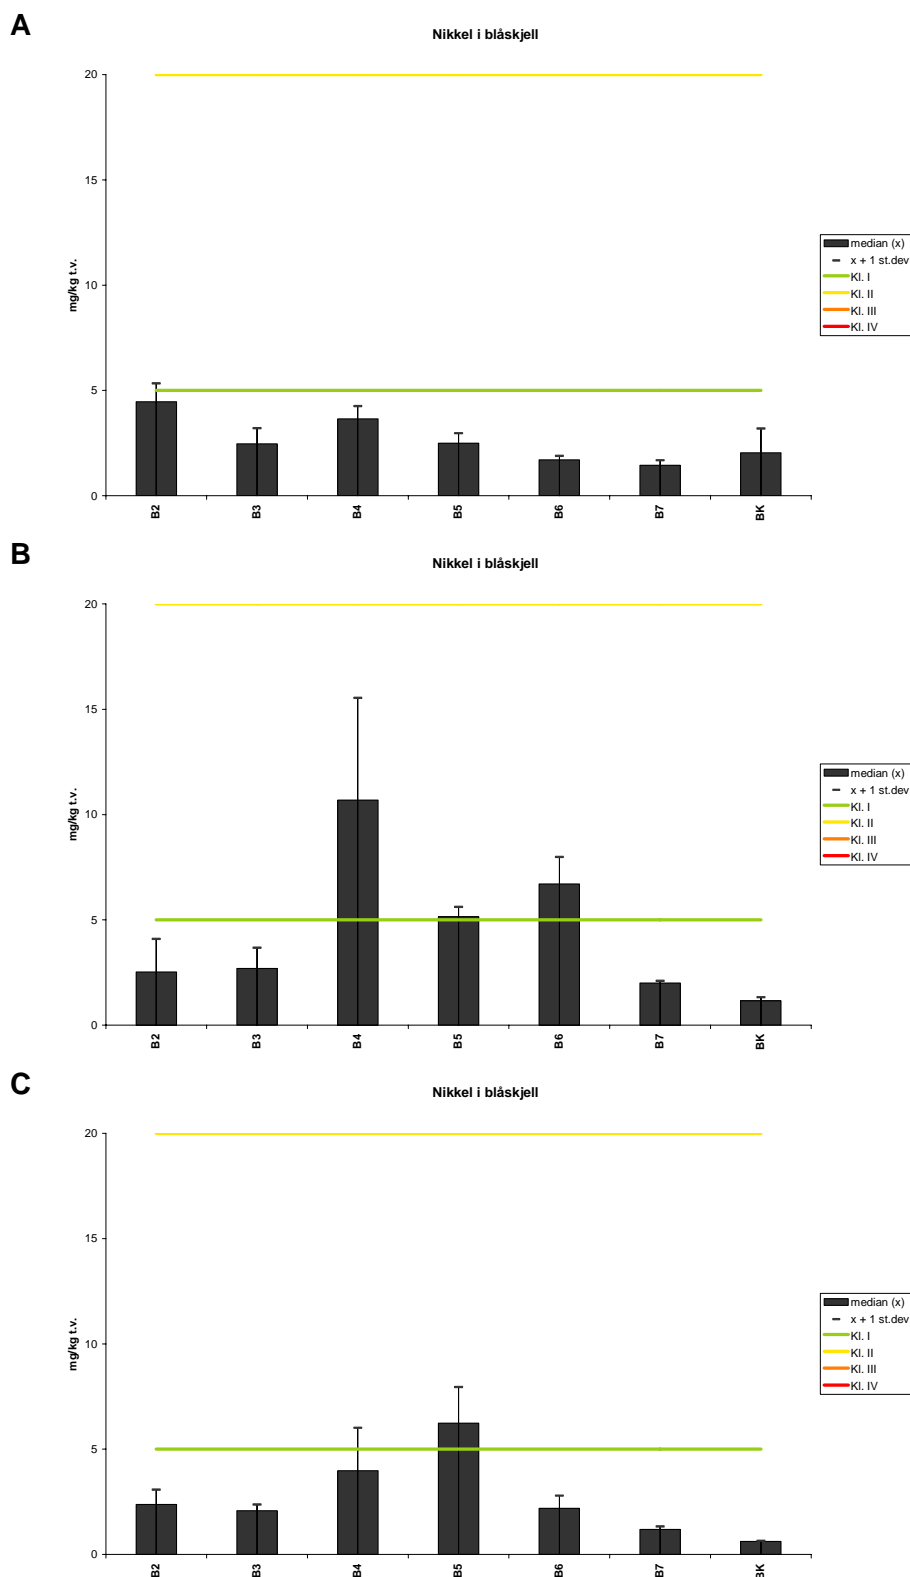 A
Nikkel i blåskjell
20
15
10
5
0
mg/kg t.v.
B2
B3
B4
B5
B6
B7
BK
median (x)
x + 1 st.dev
Kl. I
Kl. II
Kl. III
Kl. IV
B
Nikkel i blåskjell
20
15
10
5
0
mg/kg t.v.
B2
B3
B4
B5
B6
B7
BK
median (x)
x + 1 st.dev
Kl. I
Kl. II
Kl. III
Kl. IV
C
Nikkel i blåskjell
20
15
10
5
0
mg/kg t.v.
B2
B3
B4
B5
B6
B7
BK
median (x)
x + 1 st.dev
Kl. I
Kl. II
Kl. III
Kl. IV